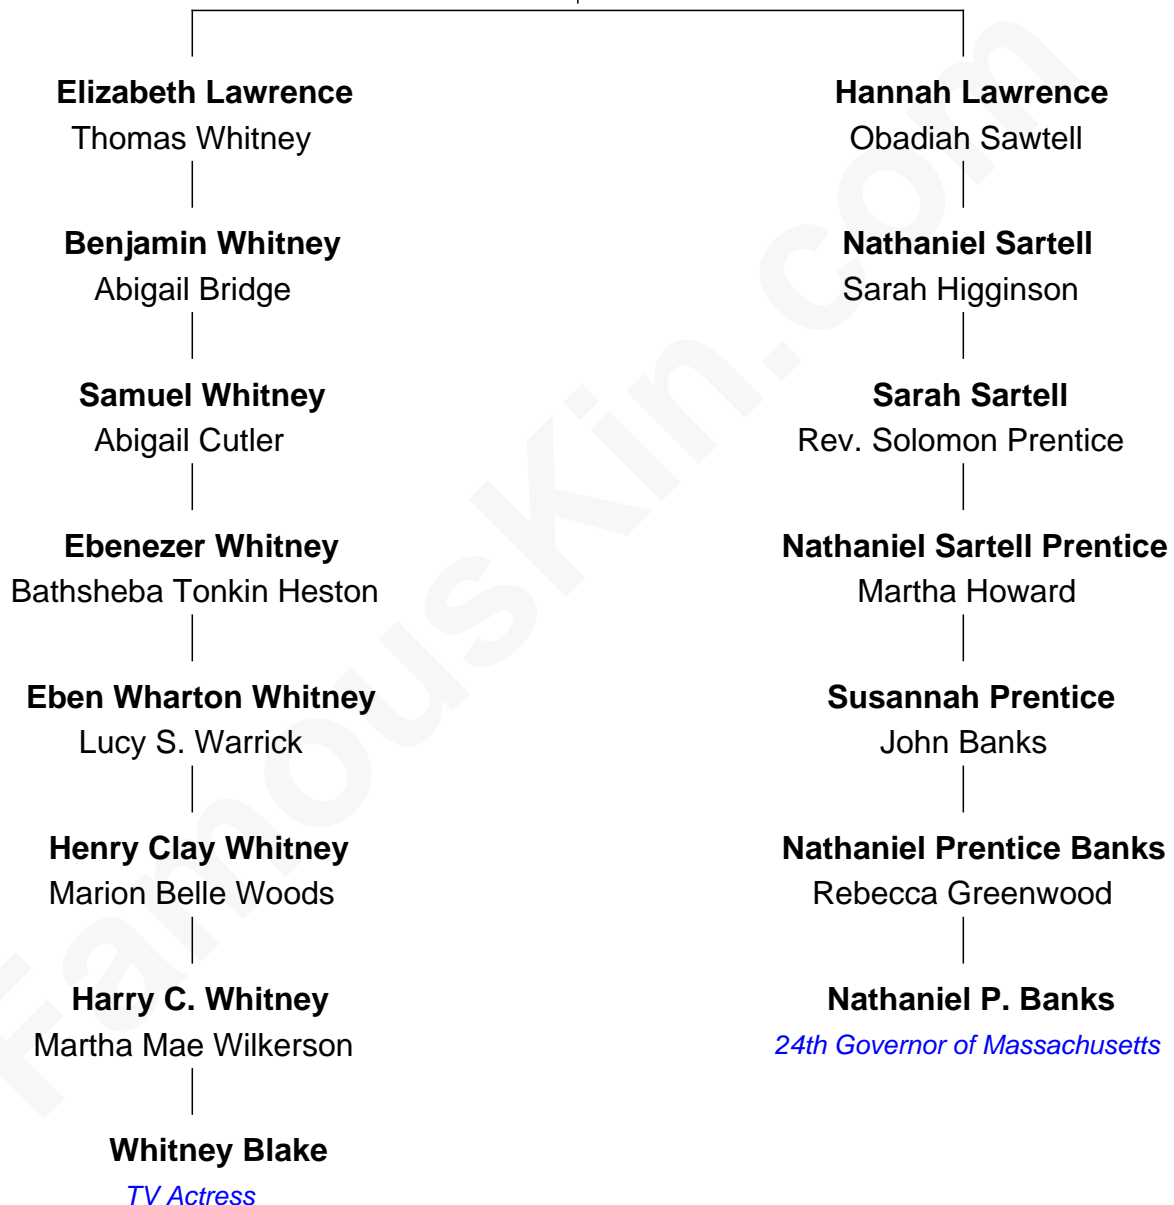 Elizabeth Lawrence
Thomas Whitney
Hannah Lawrence
Obadiah Sawtell
Benjamin Whitney
Abigail Bridge
Nathaniel Sartell
Sarah Higginson
Samuel Whitney
Abigail Cutler
Sarah Sartell
Rev. Solomon Prentice
Ebenezer Whitney
Bathsheba Tonkin Heston
Nathaniel Sartell Prentice
Martha Howard
Eben Wharton Whitney
Lucy S. Warrick
Susannah Prentice
John Banks
Henry Clay Whitney
Marion Belle Woods
Nathaniel Prentice Banks
Rebecca Greenwood
Harry C. Whitney
Martha Mae Wilkerson
Nathaniel P. Banks
24th Governor of Massachusetts
Whitney Blake
TV Actress
FamousKin.com